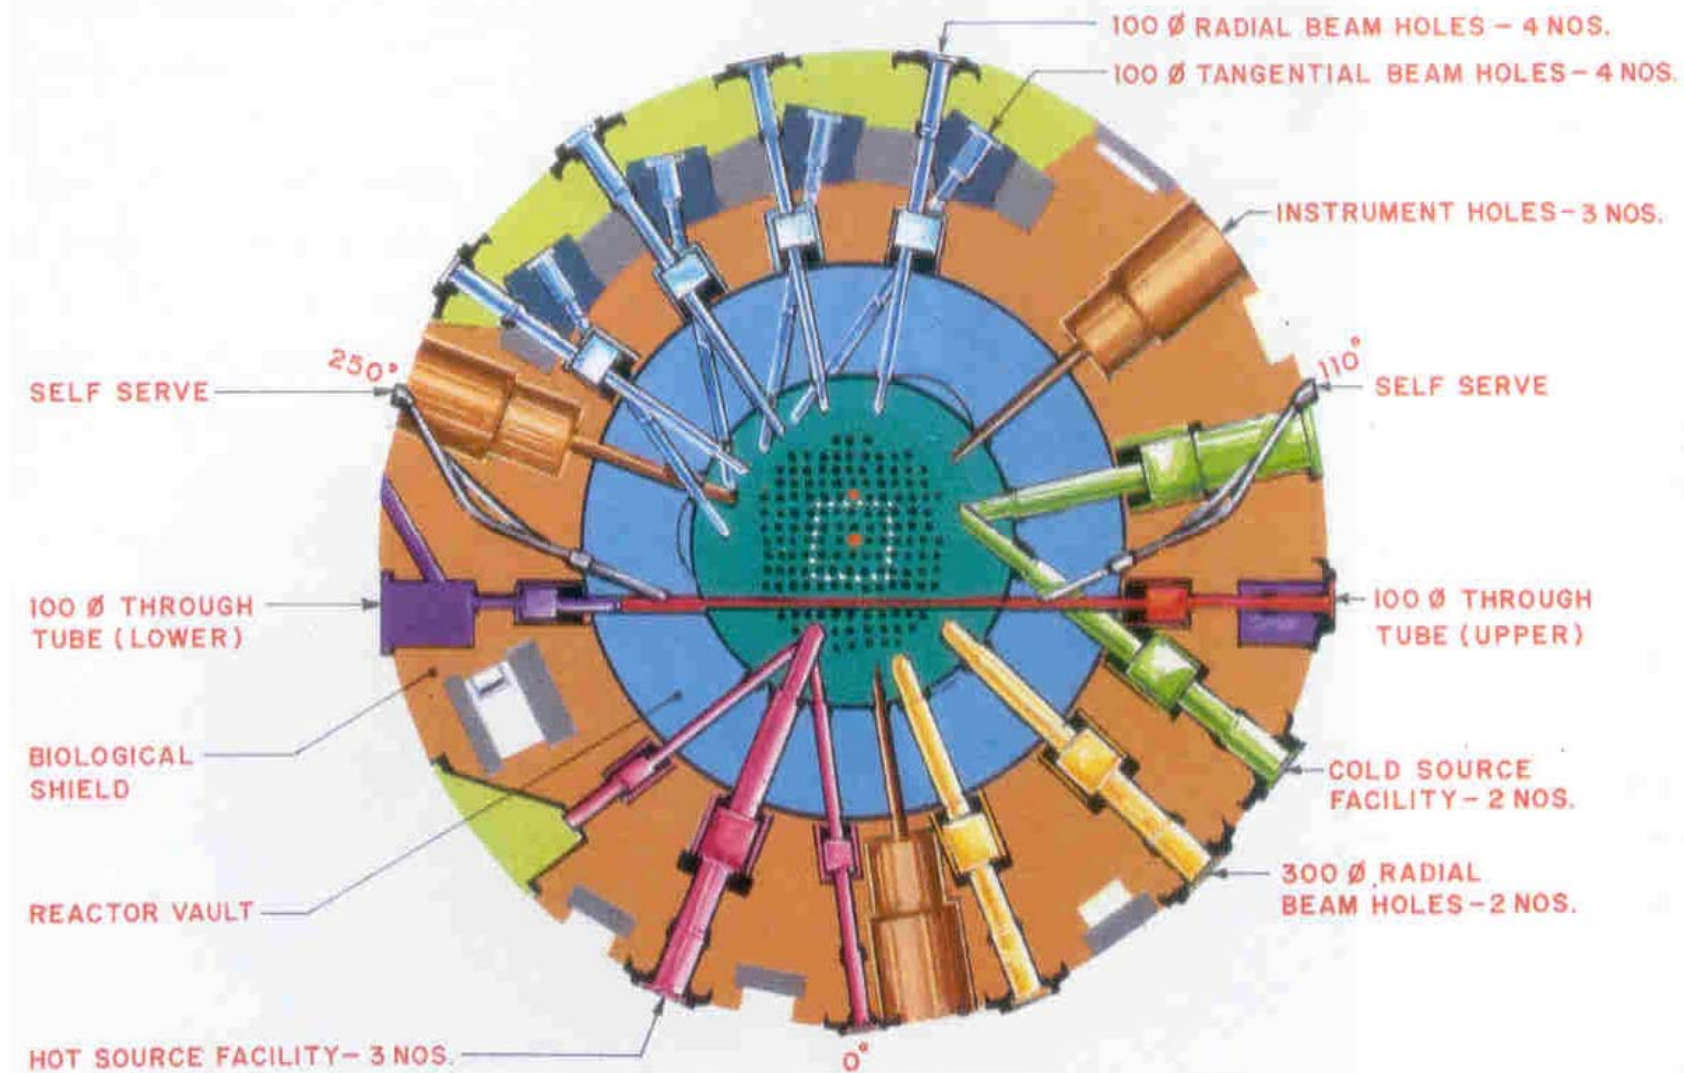 100 Ø RADIAL BEAM HOLES – 4 NOS.
100 Ø TANGENTIAL BEAM HOLES – 4 NOS.
INSTRUMENT HOLES – 3 NOS.
250°
110°
SELF SERVE
SELF SERVE
100 Ø THROUGH
TUBE (LOWER)
100 Ø THROUGH
TUBE (UPPER)
BIOLOGICAL
SHIELD
COLD SOURCE
FACILITY – 2 NOS.
300 Ø RADIAL
BEAM HOLES – 2 NOS.
REACTOR VAULT
HOT SOURCE FACILITY – 3 NOS.
0°